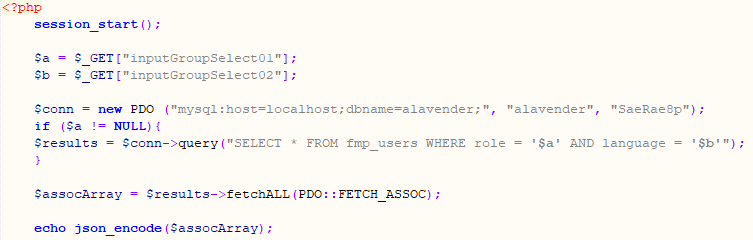 <?php
session_start();
$a = $_GET["inputGroupSelect01"];
$b = $_GET["inputGroupSelect02"];
$conn = new PDO ("mysql:host=localhost;dbname=alavender;", "alavender", "SaeRae8p");
if ($a != NULL){
$results = $conn->query("SELECT * FROM fmp_users WHERE role = '$a' AND language = '$b'");
}
$assocArray = $results->fetchALL(PDO::FETCH_ASSOC);
echo json_encode($assocArray);